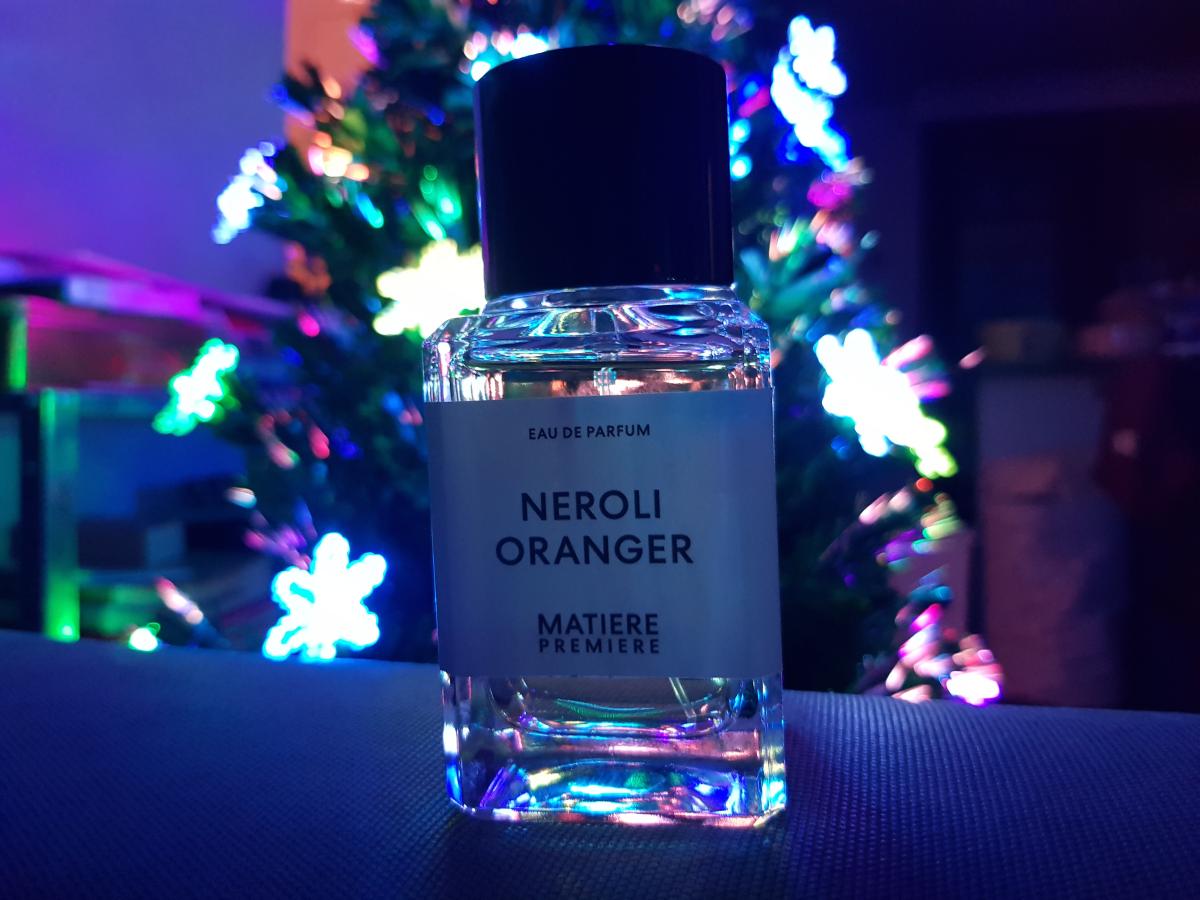 EAU DE PARFUM
NEROLI
ORANGER
MATIERE
PREMIERE